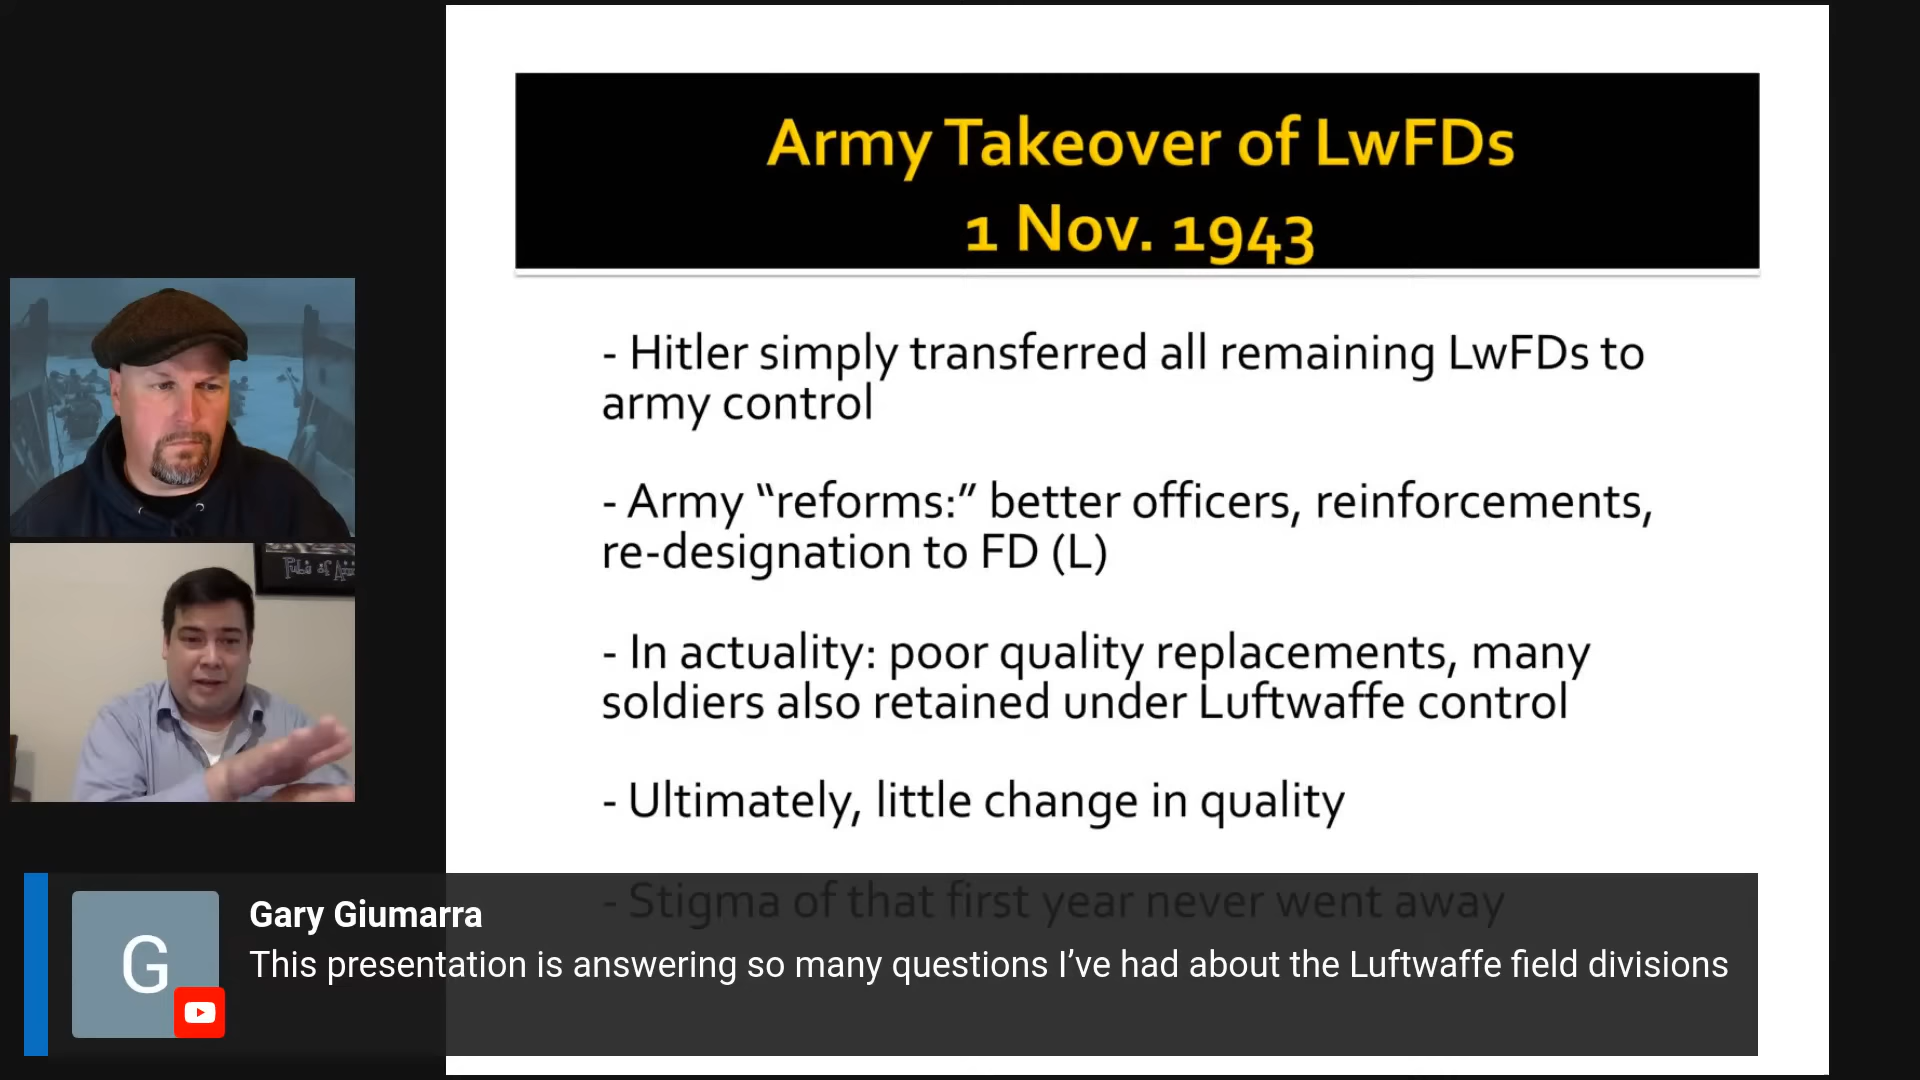 Army Takeover of LwFDs
1 Nov. 1943
- Hitler simply transferred all remaining LwFDs to
army control
- Army “reforms:” better officers, reinforcements,
re-designation to FD (L)
- In actuality: poor quality replacements, many
soldiers also retained under Luftwaffe control
- Ultimately, little change in quality
- Stigma of that first year never went away
G
Gary Giumarra
This presentation is answering so many questions I’ve had about the Luftwaffe field divisions